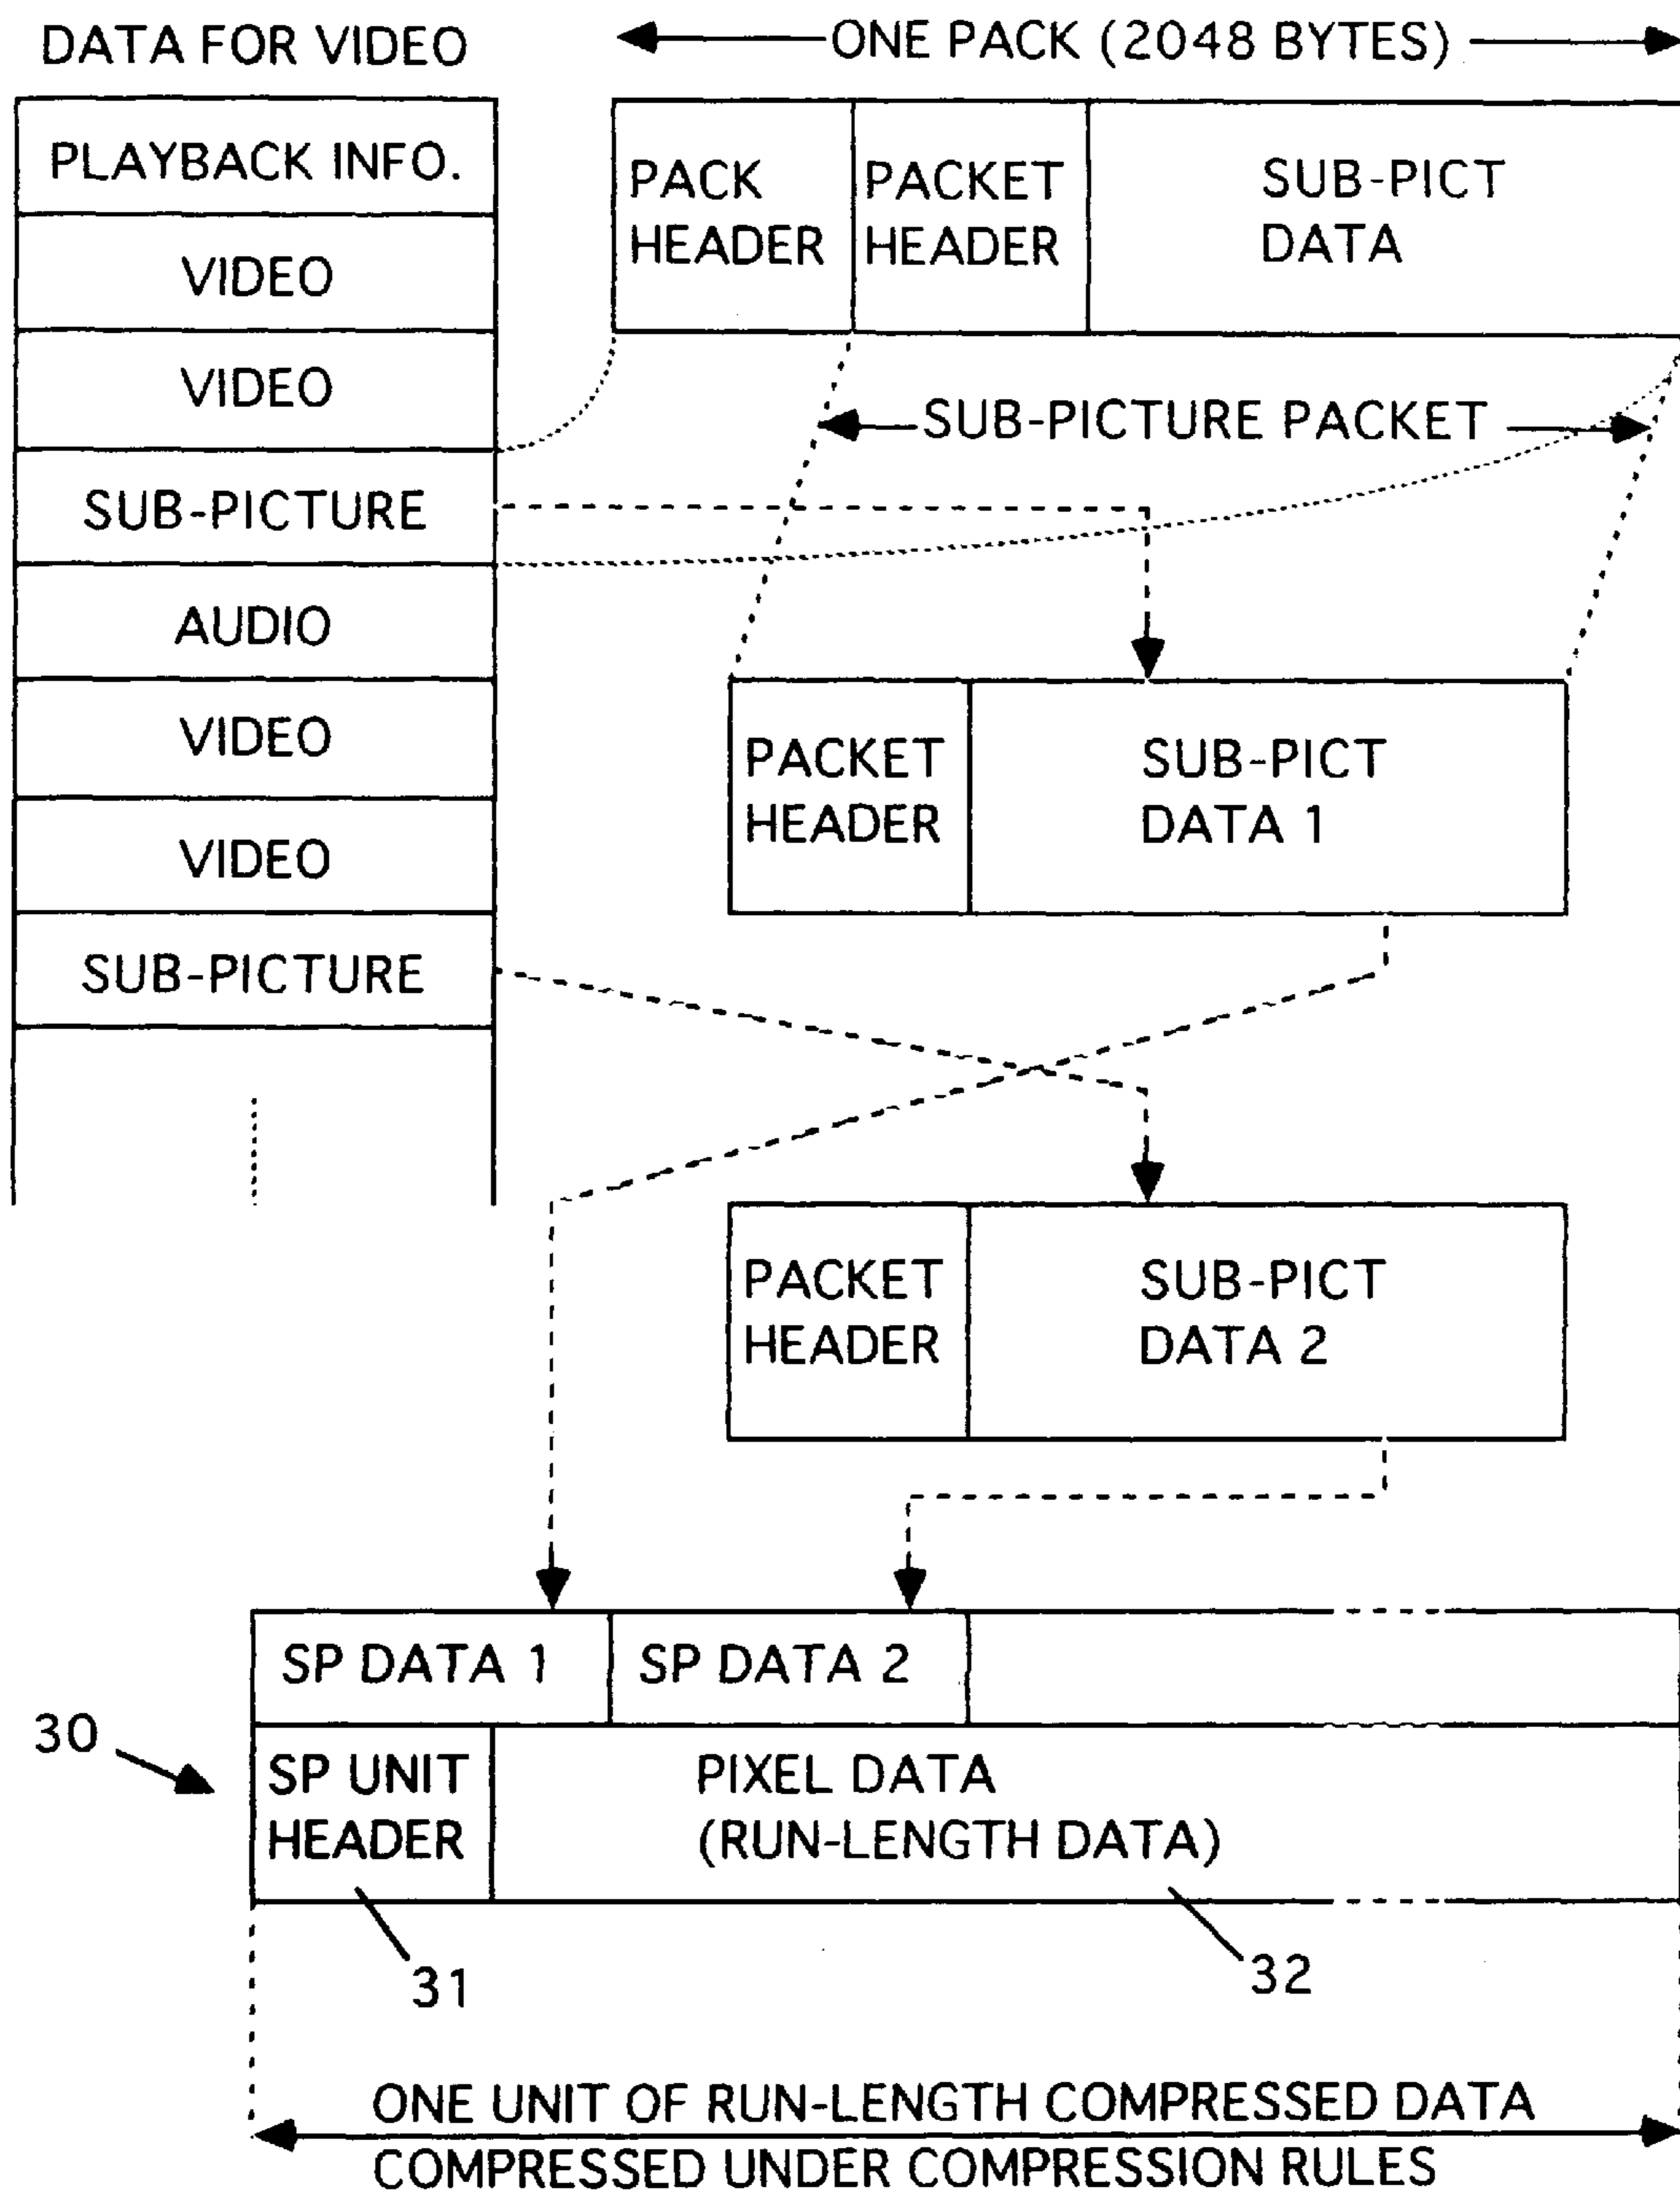 DATA FOR VIDEO
ONE PACK (2048 BYTES)
PLAYBACK INFO.
VIDEO
VIDEO
SUB-PICTURE
AUDIO
VIDEO
VIDEO
SUB-PICTURE
PACK
HEADER
PACKET
HEADER
SUB-PICT
DATA
SUB-PICTURE PACKET
PACKET
HEADER
SUB-PICT
DATA 1
PACKET
HEADER
SUB-PICT
DATA 2
SP DATA 1
SP DATA 2
30
SP UNIT
HEADER
PIXEL DATA
(RUN-LENGTH DATA)
31
32
ONE UNIT OF RUN-LENGTH COMPRESSED DATA
COMPRESSED UNDER COMPRESSION RULES